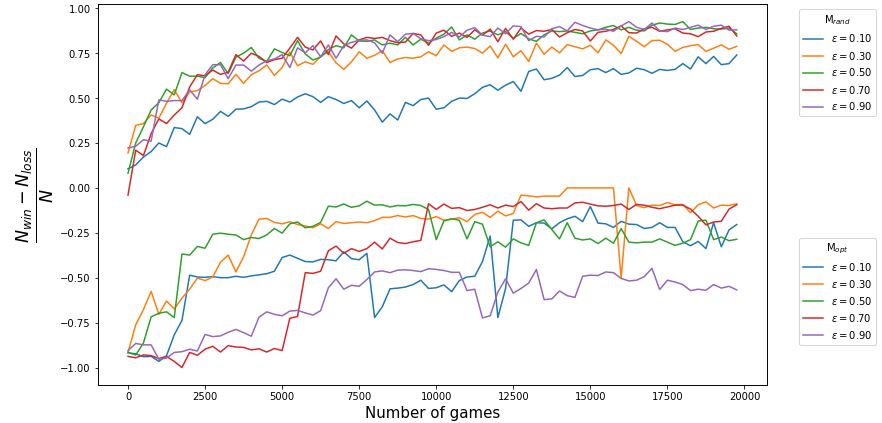 1.00
0.75
0.50
0.25
0.00
−0.25
−0.50
−0.75
−1.00
N_win − N_loss
N
0 2500 5000 7500 10000 12500 15000 17500 20000
Number of games
M_rand
ε = 0.10
ε = 0.30
ε = 0.50
ε = 0.70
ε = 0.90
M_opt
ε = 0.10
ε = 0.30
ε = 0.50
ε = 0.70
ε = 0.90